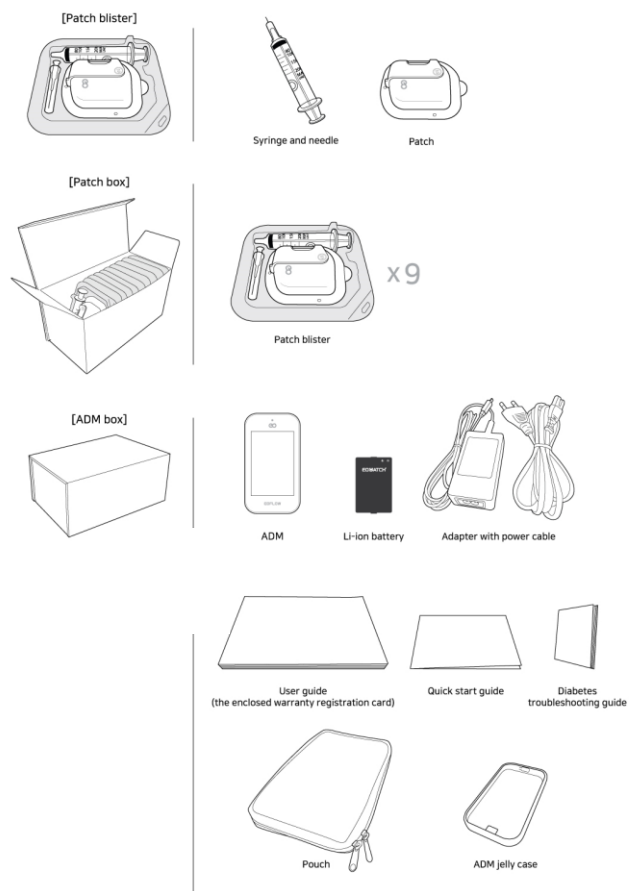 [Patch blister]
Syringe and needle
Patch
[Patch box]
x9
Patch blister
[ADM box]
ADM
Li-ion battery
Adapter with power cable
User guide
(the enclosed warranty registration card)
Quick start guide
Diabetes
troubleshooting guide
Pouch
ADM jelly case